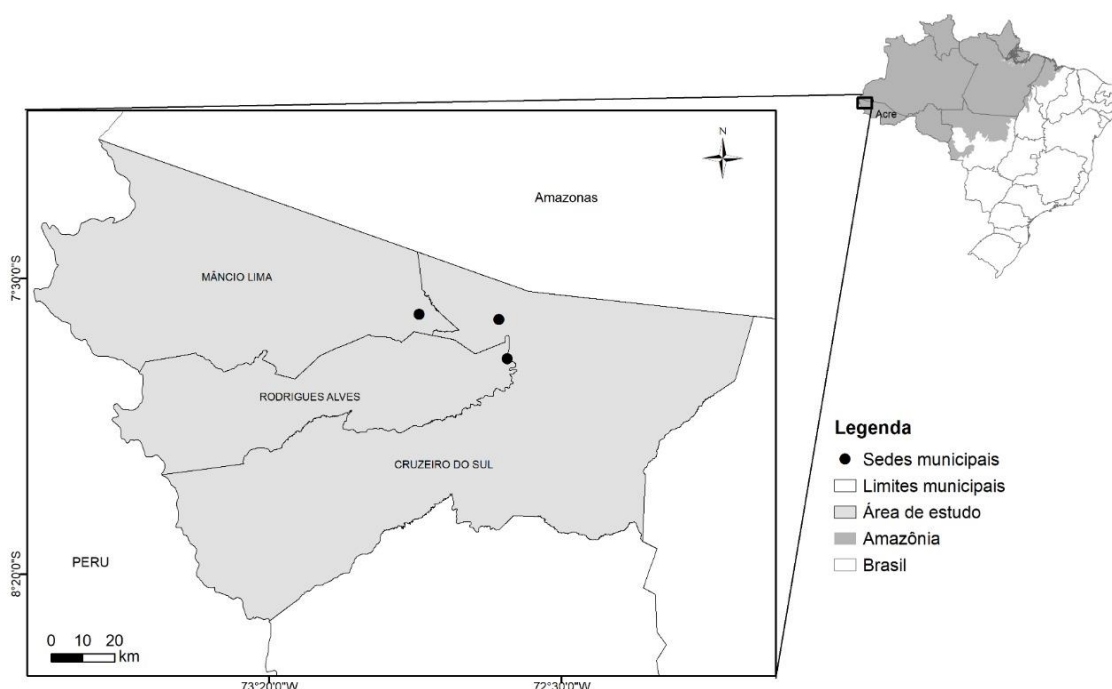 Acre
N
Amazonas
7°30'0"S
MÂNCIO LIMA
RODRIGUES ALVES
CRUZEIRO DO SUL
PERU
8°20'0"S
0 10 20
km
73°20'0"W
72°30'0"W
Legenda
Sedes municipais
Limites municipais
Área de estudo
Amazônia
Brasil